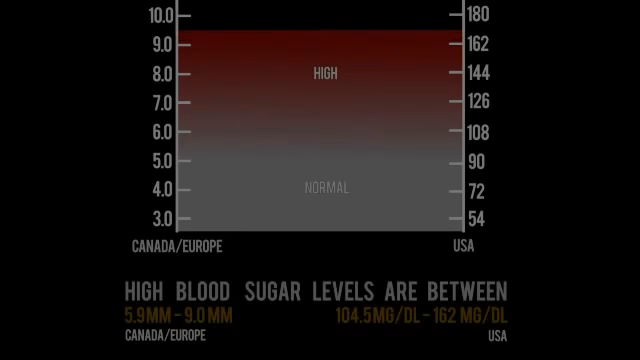 10.0 180
9.0 162
8.0 HIGH 144
7.0 126
6.0 108
5.0 90
4.0 NORMAL 72
3.0 54
CANADA/EUROPE USA
HIGH BLOOD SUGAR LEVELS ARE BETWEEN
5.9MM - 9.0MM 104.5MG/DL - 162 MG/DL
CANADA/EUROPE USA